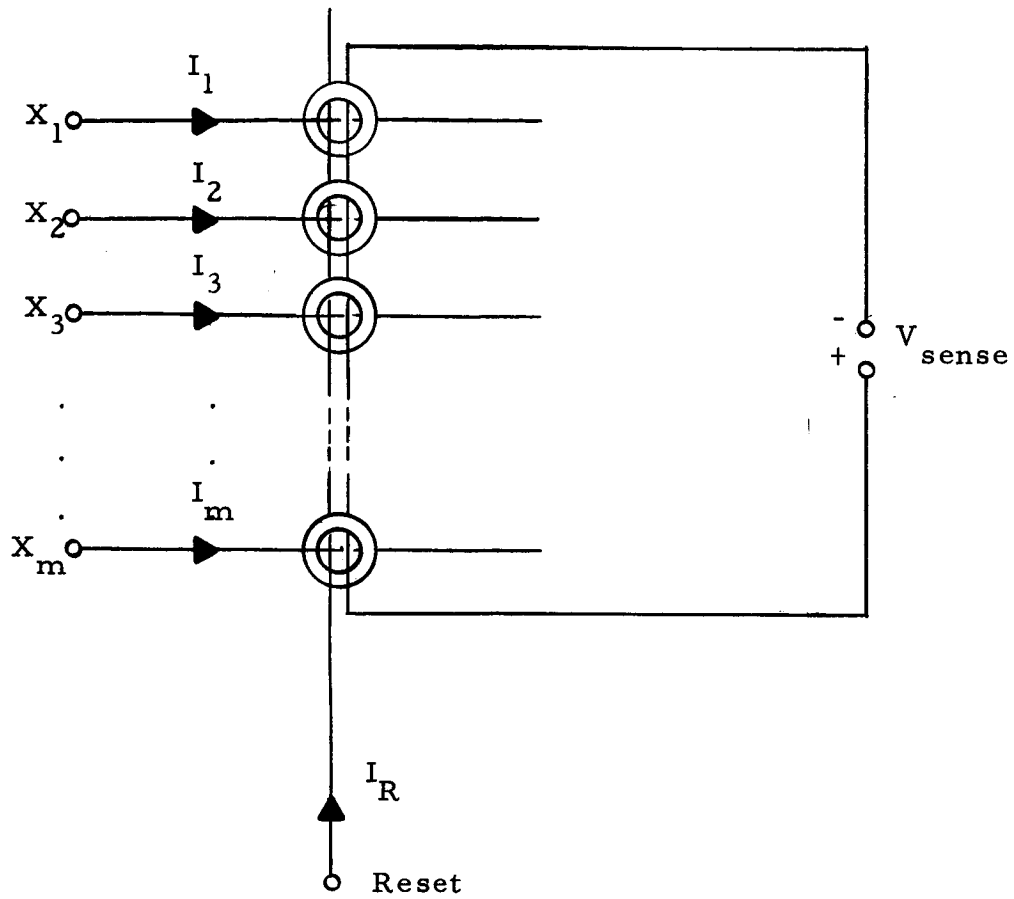 I1
X1
I2
X2
I3
X3
- V sense
+
. .
. .
Im
.
Xm
IR
Reset